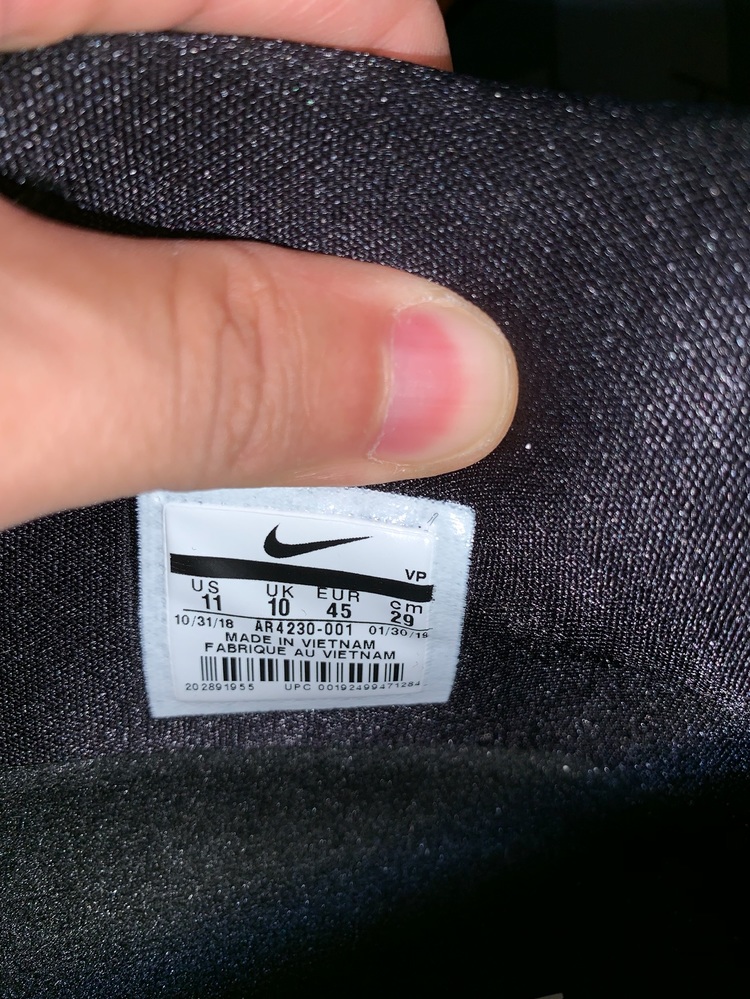 VP
US UK EUR cm
11 10 45 29
10/31/18 AR4230-001 01/30/19
MADE IN VIETNAM
FABRIQUE AU VIETNAM
202891955 UPC 00192499471284